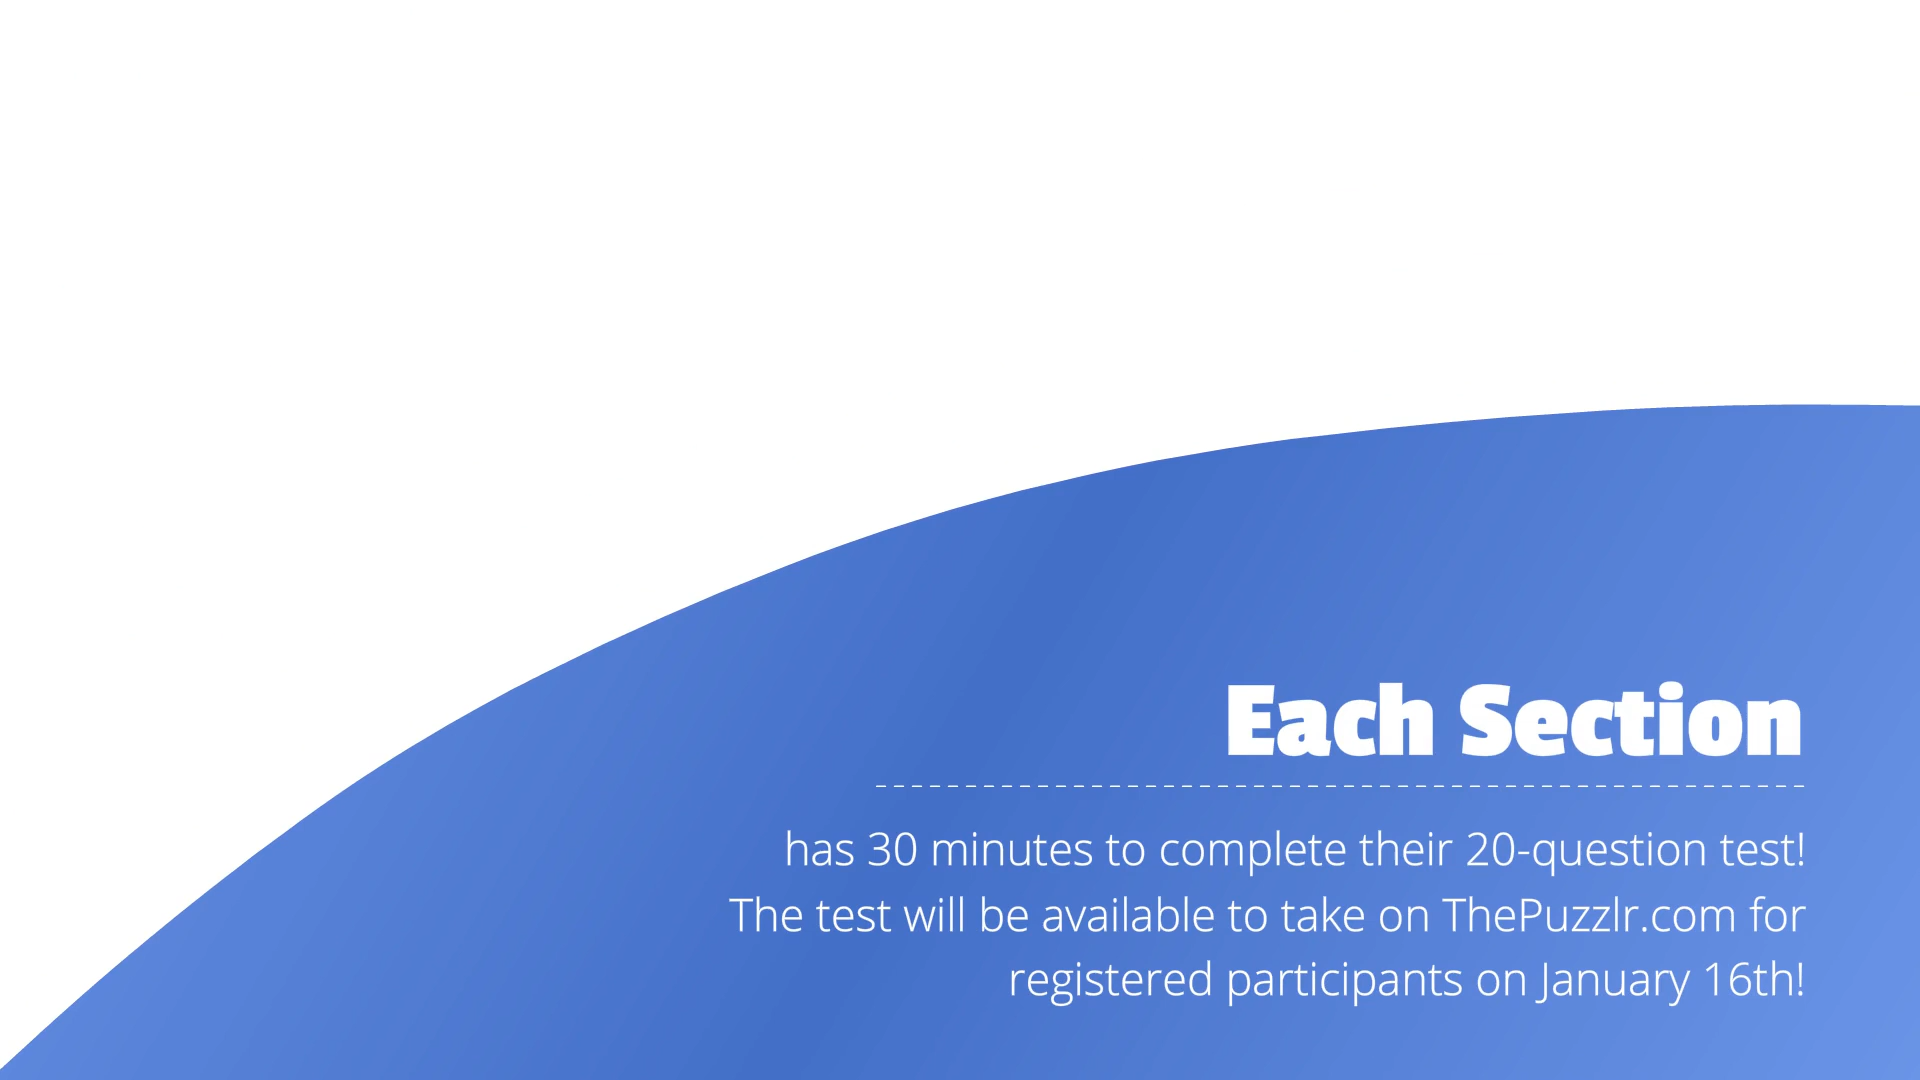 Each Section
has 30 minutes to complete their 20-question test!
The test will be available to take on ThePuzzlr.com for
registered participants on January 16th!